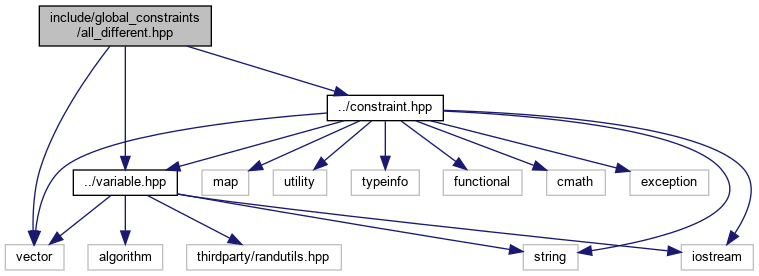 include/global_constraints
/all_different.hpp
../constraint.hpp
../variable.hpp
map
utility
typeinfo
functional
cmath
exception
vector
algorithm
thirdparty/randutils.hpp
string
iostream